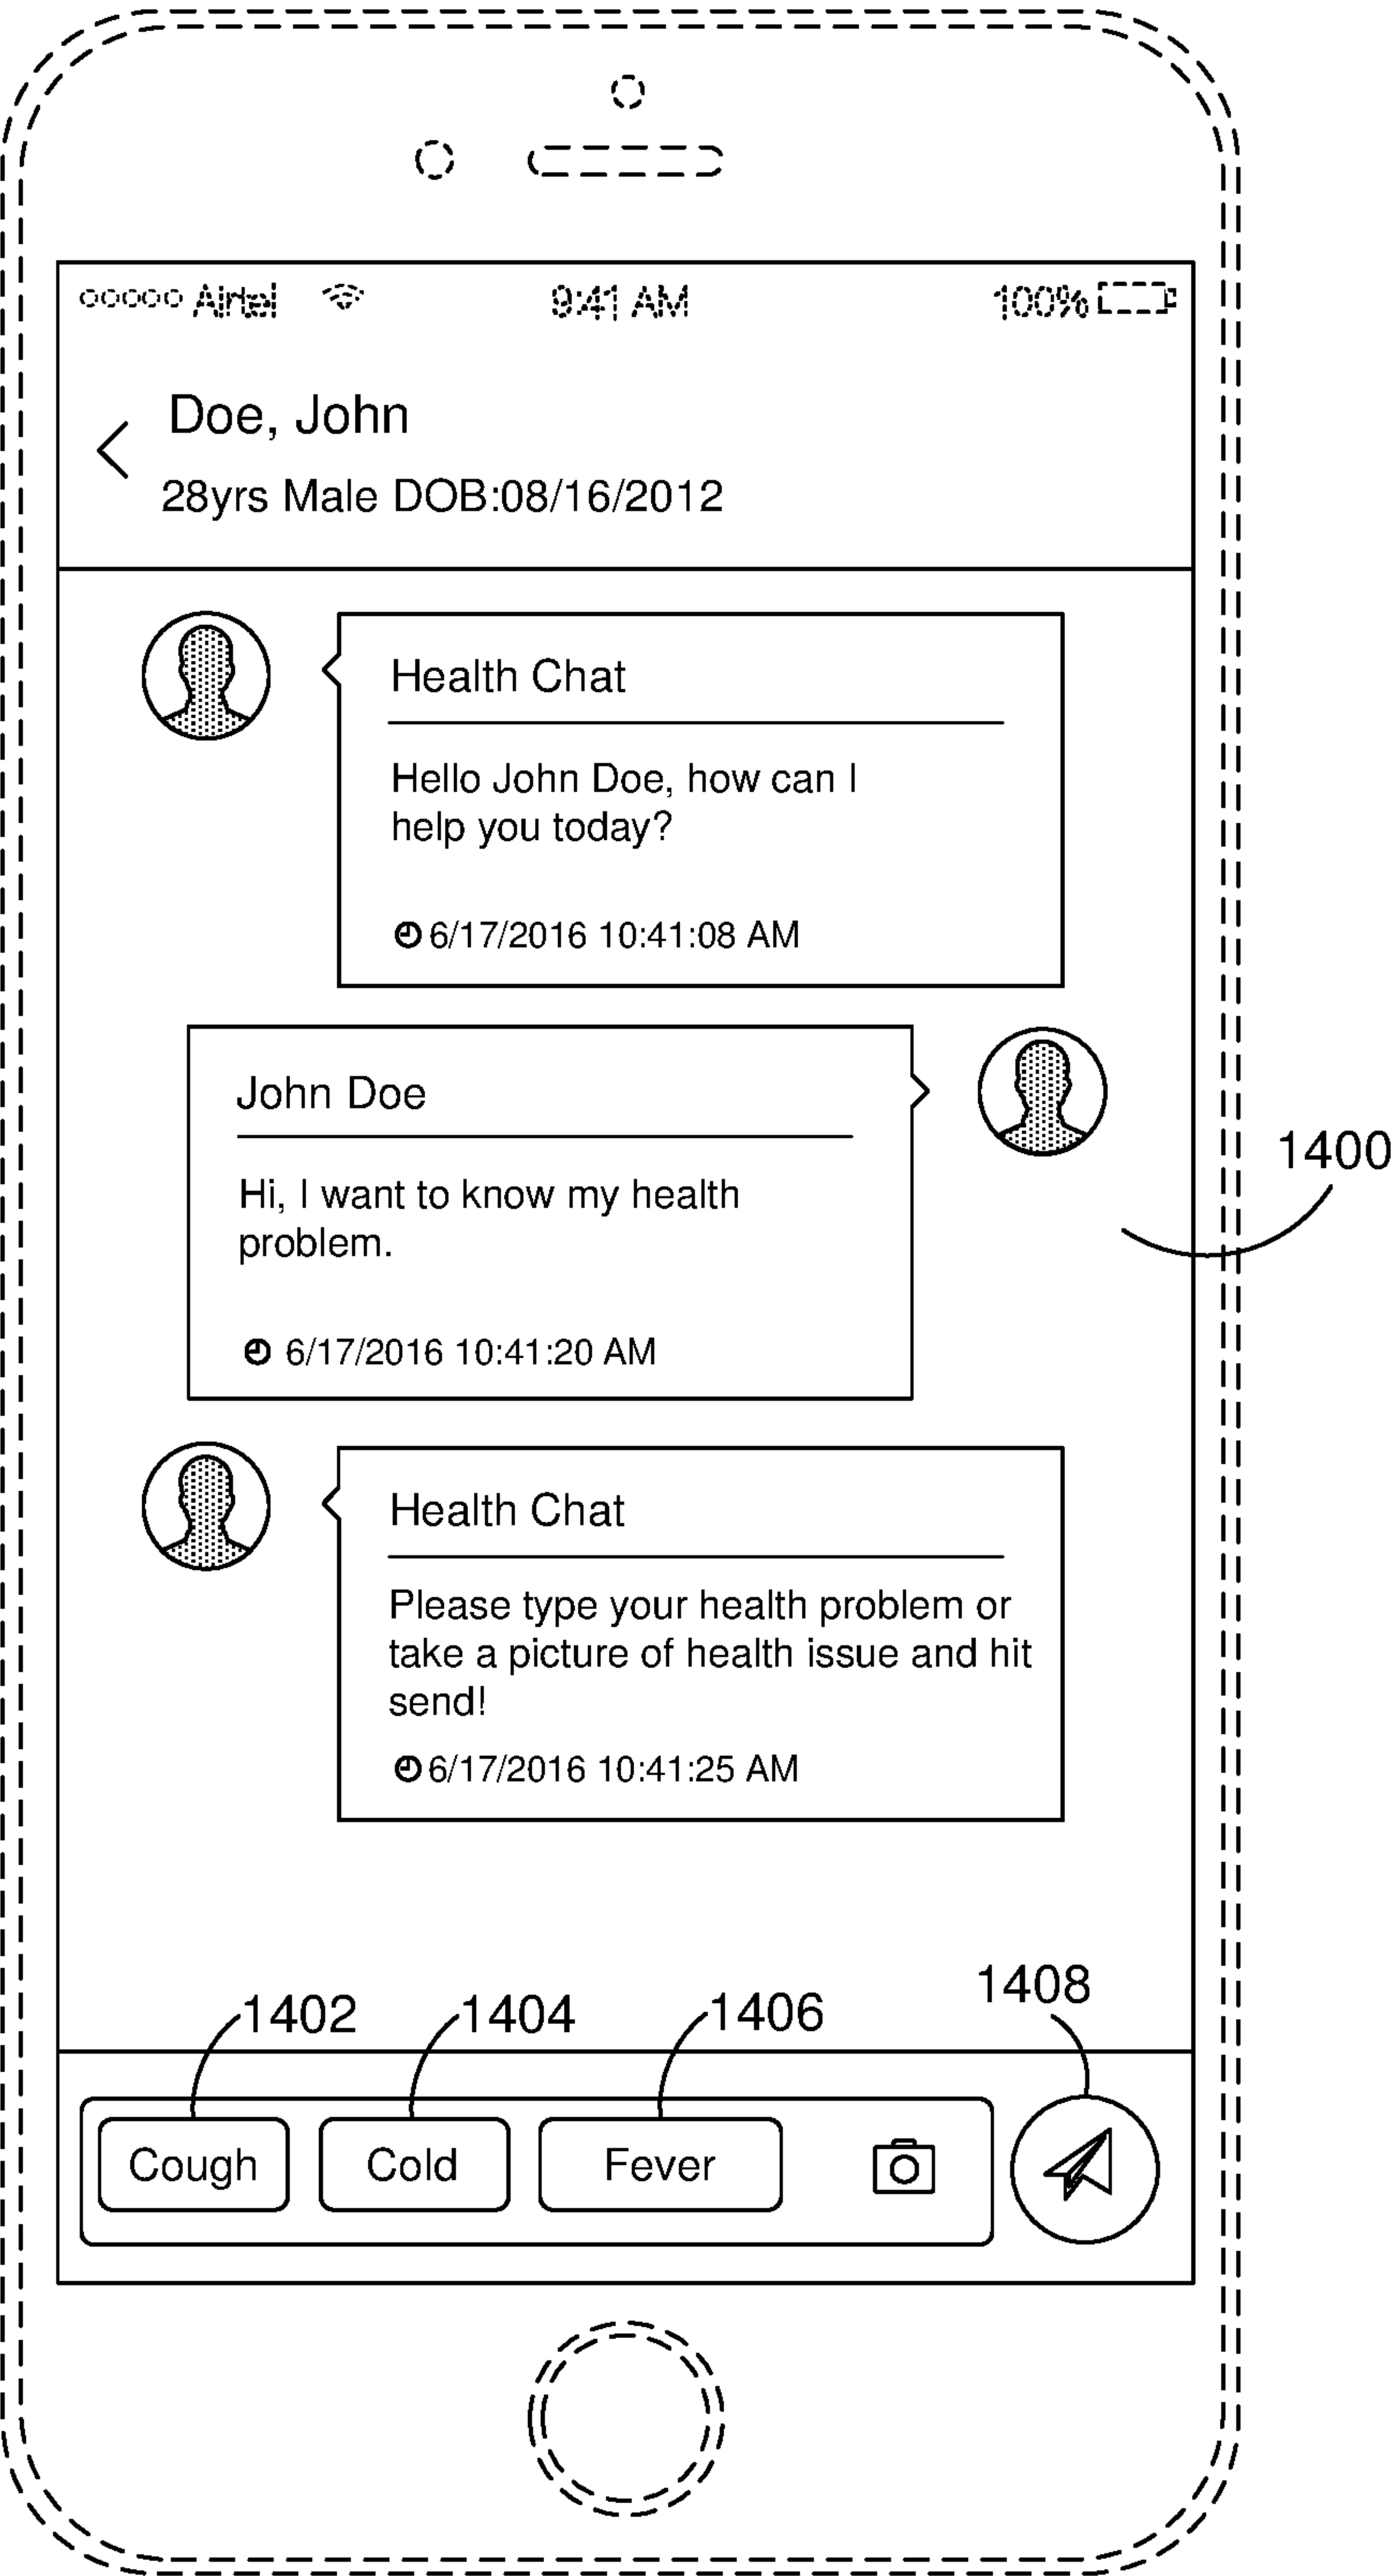 Airtel 9:41 AM 100%
Doe, John
28yrs Male DOB:08/16/2012
Health Chat
Hello John Doe, how can I
help you today?
6/17/2016 10:41:08 AM
John Doe
Hi, I want to know my health
problem.
6/17/2016 10:41:20 AM
1400
Health Chat
Please type your health problem or
take a picture of health issue and hit
send!
6/17/2016 10:41:25 AM
1402 1404 1406 1408
Cough Cold Fever